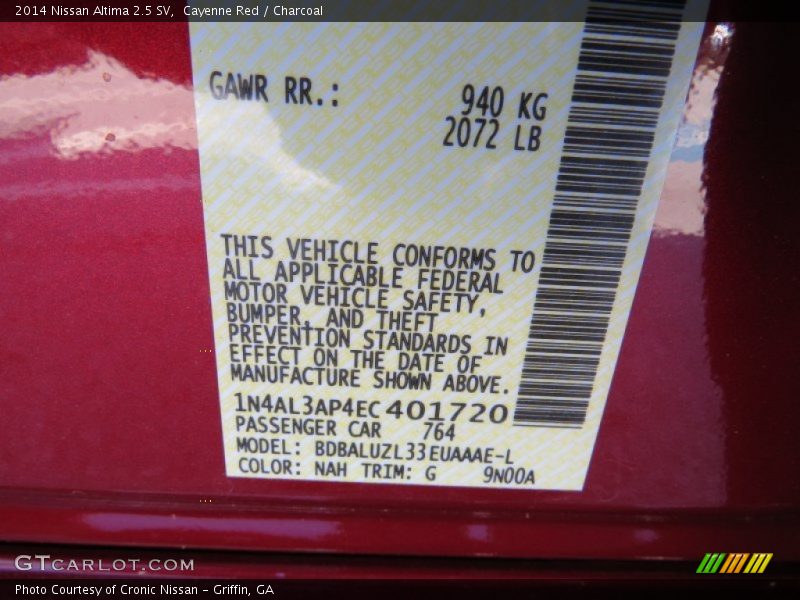 2014 Nissan Altima 2.5 SV, Cayenne Red / Charcoal
GAWR RR.: 940 KG
2072 LB
THIS VEHICLE CONFORMS TO
ALL APPLICABLE FEDERAL
MOTOR VEHICLE SAFETY,
BUMPER, AND THEFT
PREVENTION STANDARDS IN
EFFECT ON THE DATE OF
MANUFACTURE SHOWN ABOVE.
1N4AL3AP4EC401720
PASSENGER CAR 764
MODEL: BDBALUZL33EUAAAE-L
COLOR: NAH TRIM: G 9N00A
GTCARLOT.COM
Photo Courtesy of Cronic Nissan - Griffin, GA